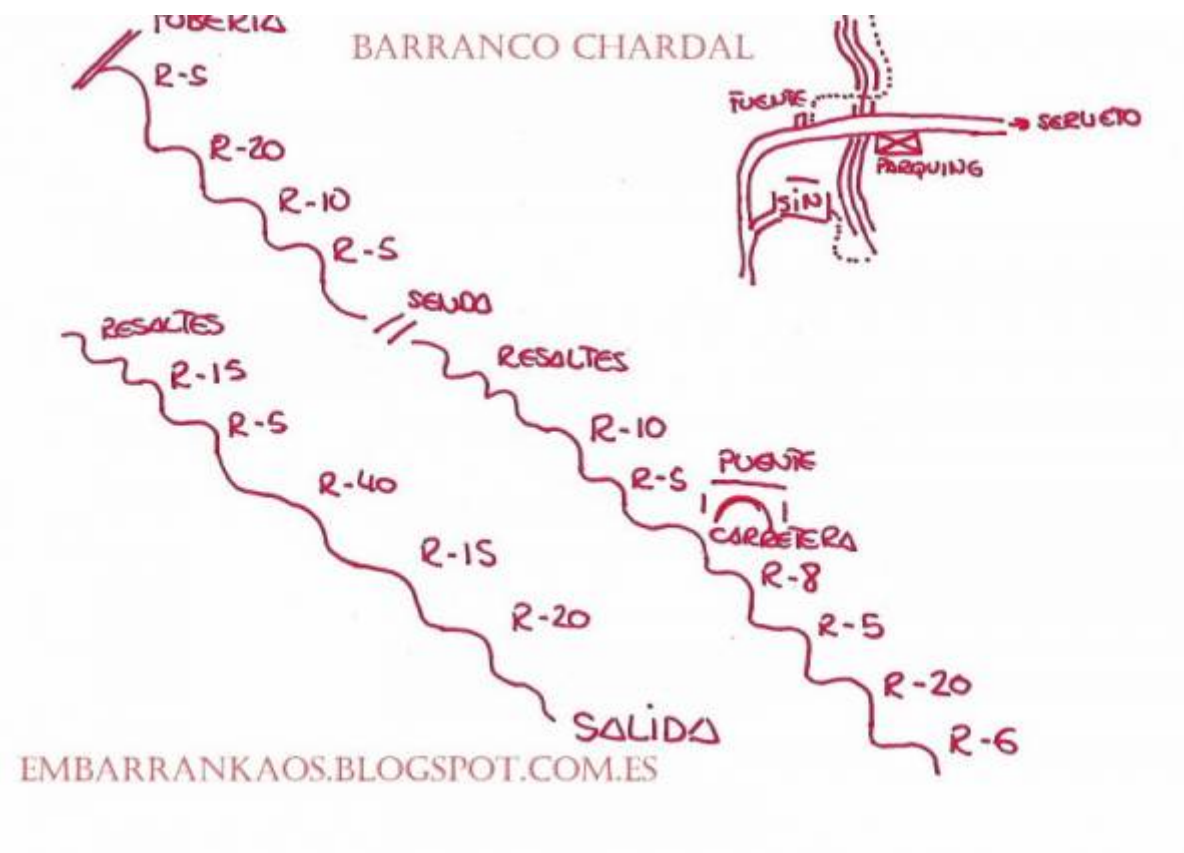 TUBERIA
BARRANCO CHARDAL
R-5
R-20
R-10
R-5
SENDA
RESALTES
R-10
R-5
PUENTE
CARRETERA
R-8
R-5
R-20
R-6
RESALTES
R-15
R-5
R-40
R-15
R-20
SALIDA
FUENTE
SERVETO
PARQUING
SIN
EMBARRANKAOS.BLOGSPOT.COM.ES